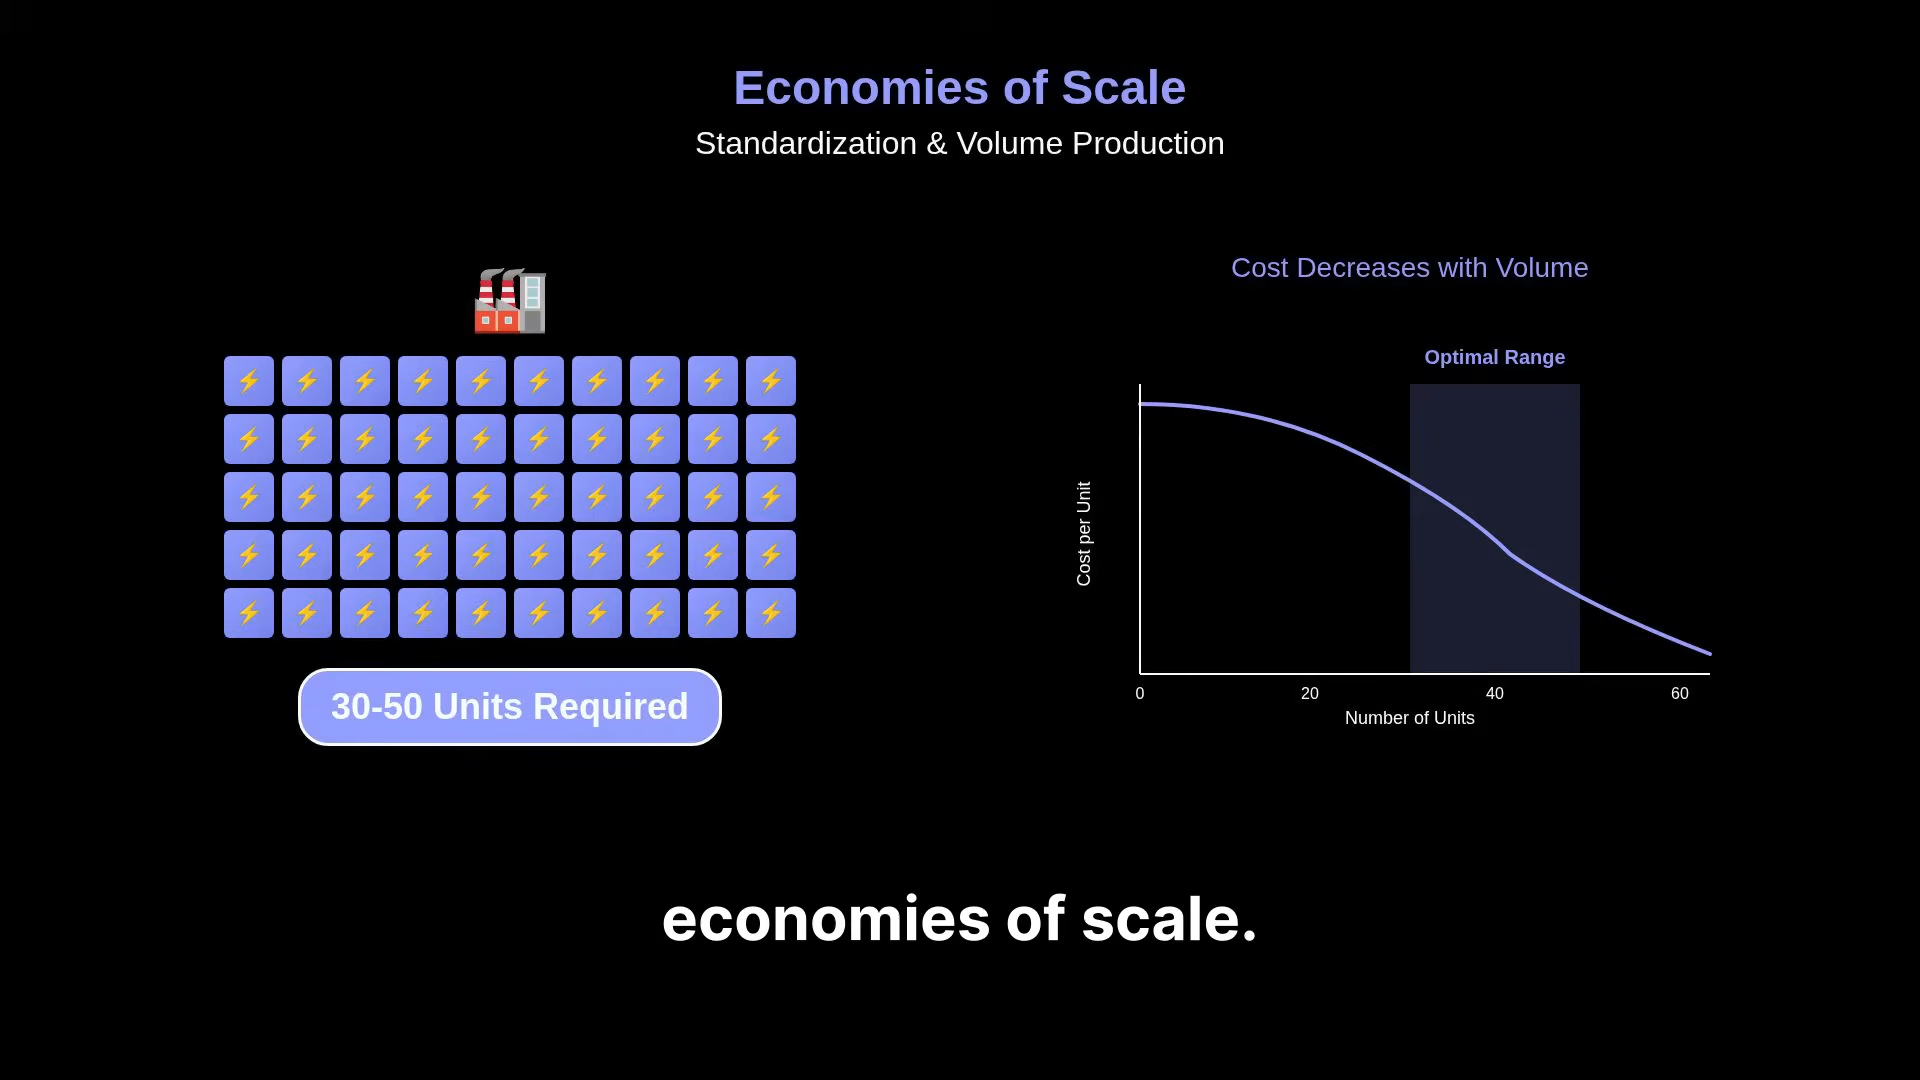 Economies of Scale
Standardization & Volume Production
30-50 Units Required
Cost Decreases with Volume
Optimal Range
Cost per Unit
0 20 40 60
Number of Units
economies of scale.